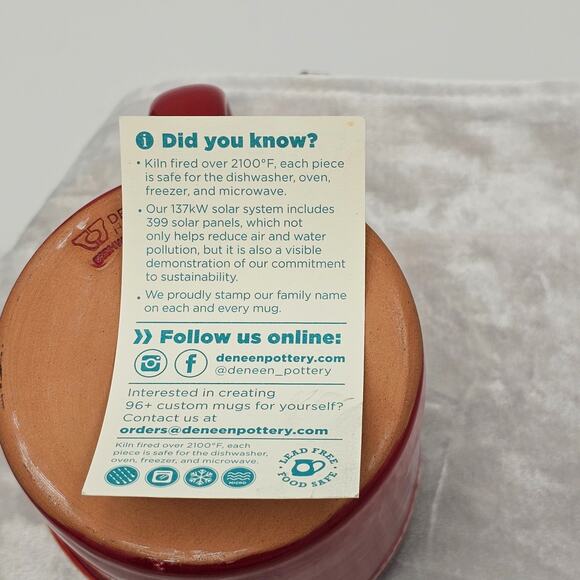 Did you know?
• Kiln fired over 2100°F, each piece
is safe for the dishwasher, oven,
freezer, and microwave.
• Our 137kW solar system includes
399 solar panels, which not
only helps reduce air and water
pollution, but it is also a visible
demonstration of our commitment
to sustainability.
• We proudly stamp our family name
on each and every mug.
Follow us online:
deneenpottery.com
@deneen_pottery
Interested in creating
96+ custom mugs for yourself?
Contact us at
orders@deneenpottery.com
Kiln fired over 2100°F, each
piece is safe for the dishwasher,
oven, freezer, and microwave.
MICRO
LEAD FREE
FOOD SAFE